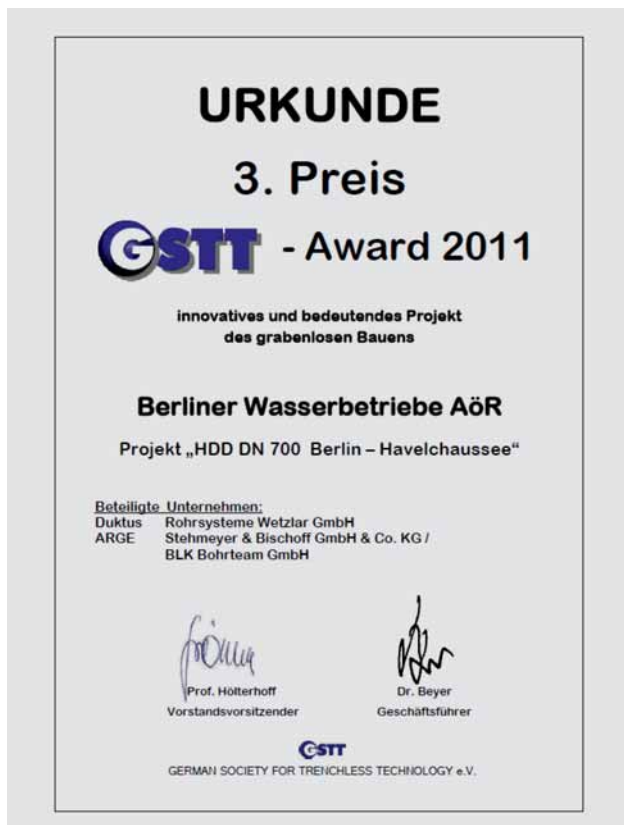 URKUNDE
3. Preis
GSTT - Award 2011
innovatives und bedeutendes Projekt
des grabenlosen Bauens
Berliner Wasserbetriebe AöR
Projekt „HDD DN 700 Berlin – Havelchaussee“
Beteiligte Unternehmen:
Duktus Rohrsysteme Wetzlar GmbH
ARGE Stehmeyer & Bischoff GmbH & Co. KG /
BLK Bohrteam GmbH
Prof. Hölterhoff Dr. Beyer
Vorstandsvorsitzender Geschäftsführer
GSTT
GERMAN SOCIETY FOR TRENCHLESS TECHNOLOGY e.V.